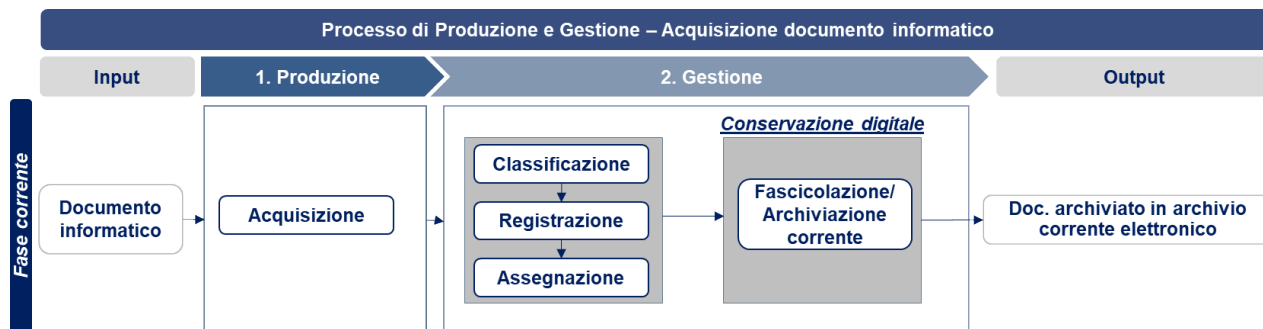 Processo di Produzione e Gestione – Acquisizione documento informatico
Input
1. Produzione
2. Gestione
Output
Fase corrente
Documento
informatico
Acquisizione
Classificazione
Registrazione
Assegnazione
Conservazione digitale
Fascicolazione/
Archiviazione
corrente
Doc. archiviato in archivio
corrente elettronico